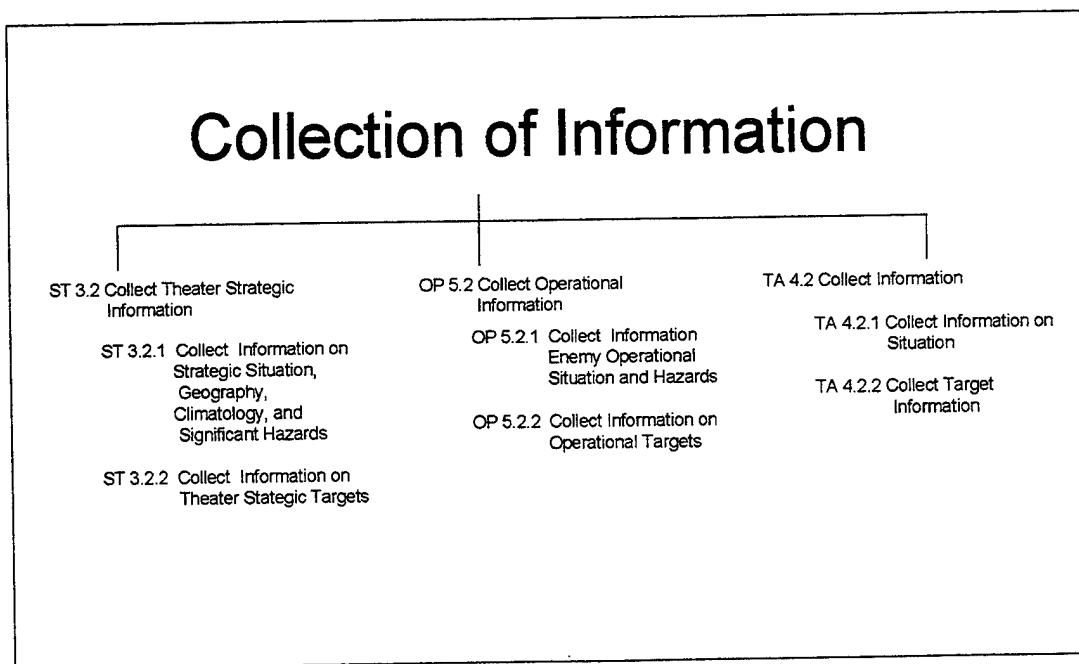 Collection of Information
ST 3.2 Collect Theater Strategic
Information
ST 3.2.1 Collect Information on
Strategic Situation,
Geography,
Climatology, and
Significant Hazards
ST 3.2.2 Collect Information on
Theater Stategic Targets
OP 5.2 Collect Operational
Information
OP 5.2.1 Collect Information
Enemy Operational
Situation and Hazards
OP 5.2.2 Collect Information on
Operational Targets
TA 4.2 Collect Information
TA 4.2.1 Collect Information on
Situation
TA 4.2.2 Collect Target
Information